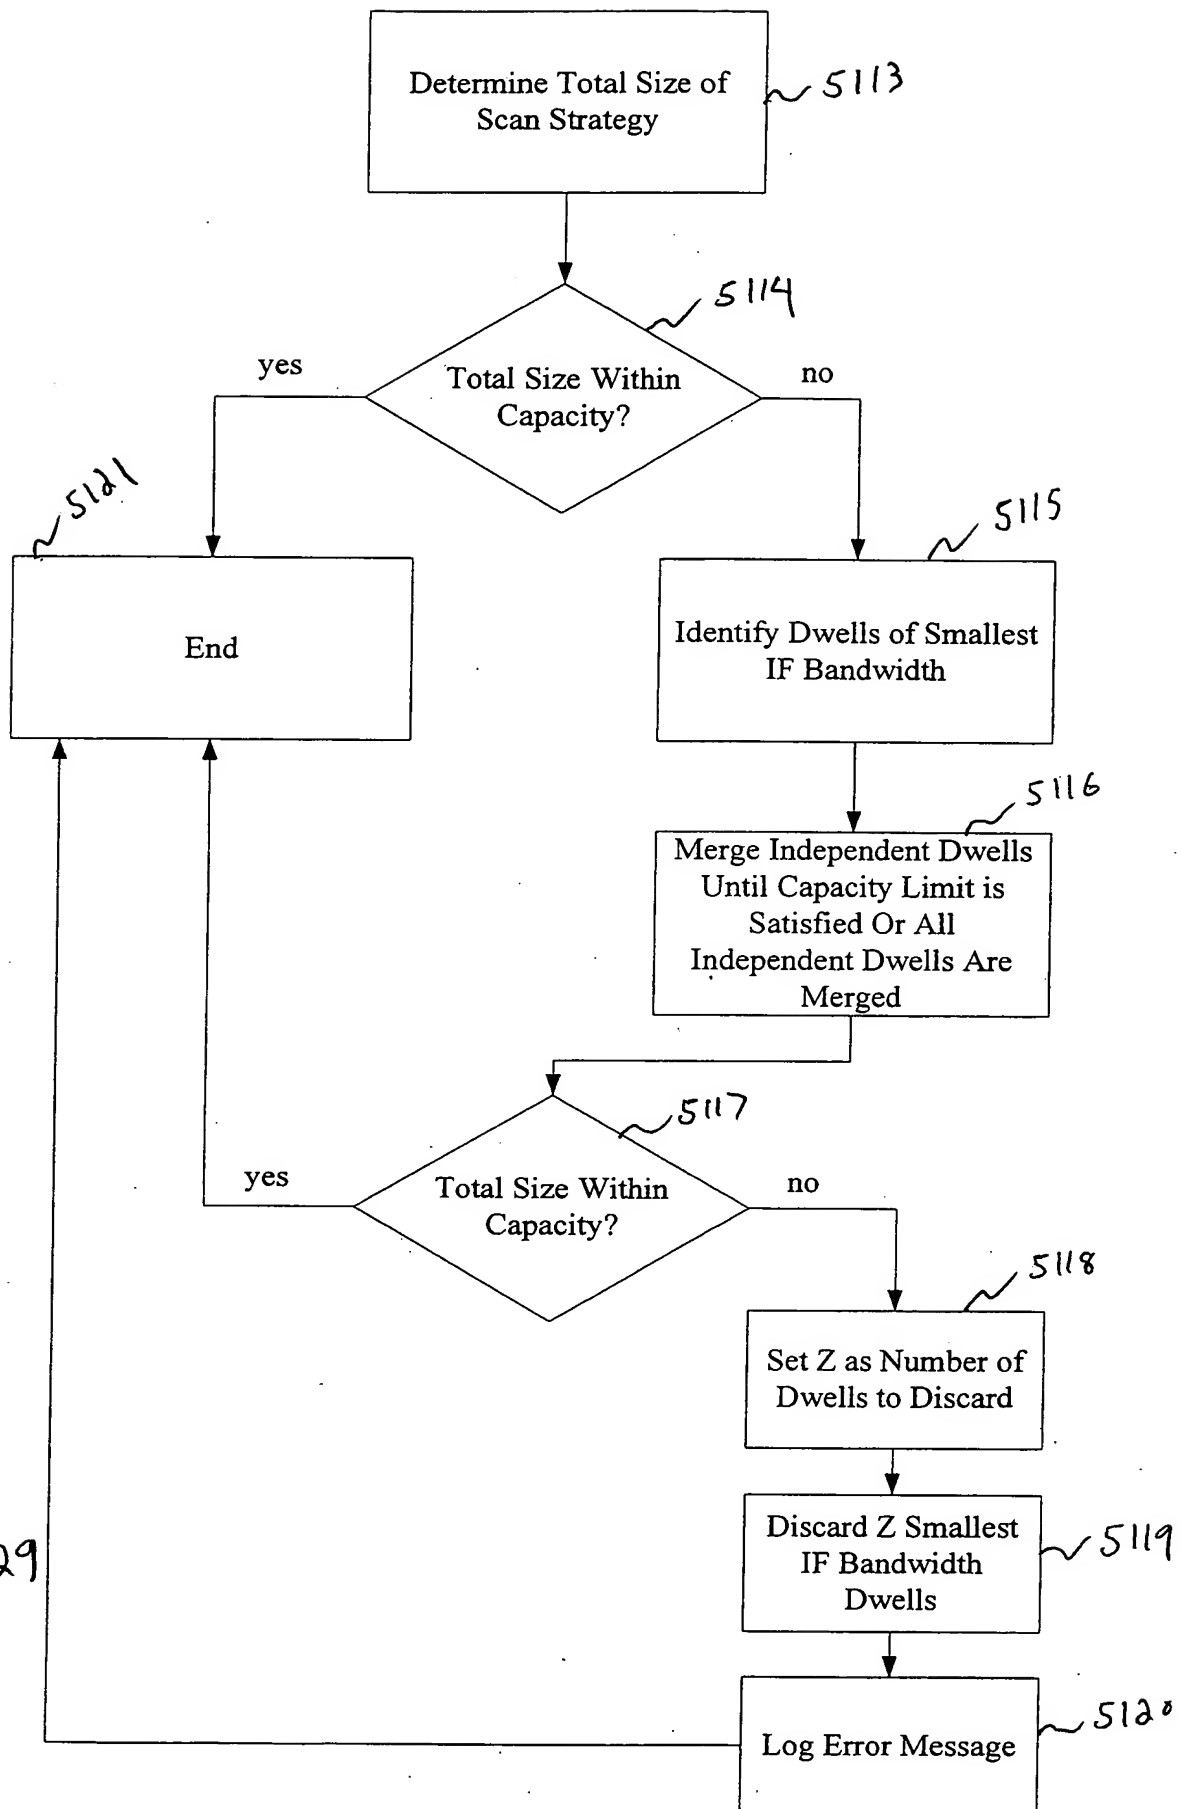 Determine Total Size of
Scan Strategy
5113
5114
yes
Total Size Within
Capacity?
no
5121
5115
End
Identify Dwells of Smallest
IF Bandwidth
5116
Merge Independent Dwells
Until Capacity Limit is
Satisfied Or All
Independent Dwells Are
Merged
5117
yes
Total Size Within
Capacity?
no
5118
Set Z as Number of
Dwells to Discard
Discard Z Smallest
IF Bandwidth
Dwells
5119
29
Log Error Message
5120